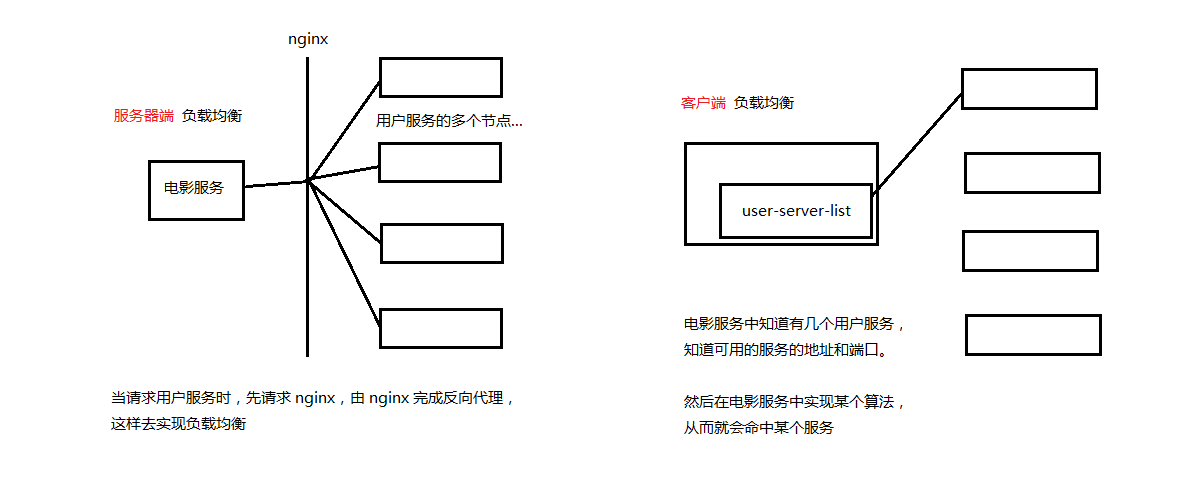 nginx
服务器端 负载均衡
用户服务的多个节点...
电影服务
当请求用户服务时，先请求 nginx，由 nginx 完成反向代理，
这样去实现负载均衡
客户端 负载均衡
user-server-list
电影服务中知道有几个用户服务，
知道可用的服务的地址和端口。
然后在电影服务中实现某个算法，
从而就会命中某个服务